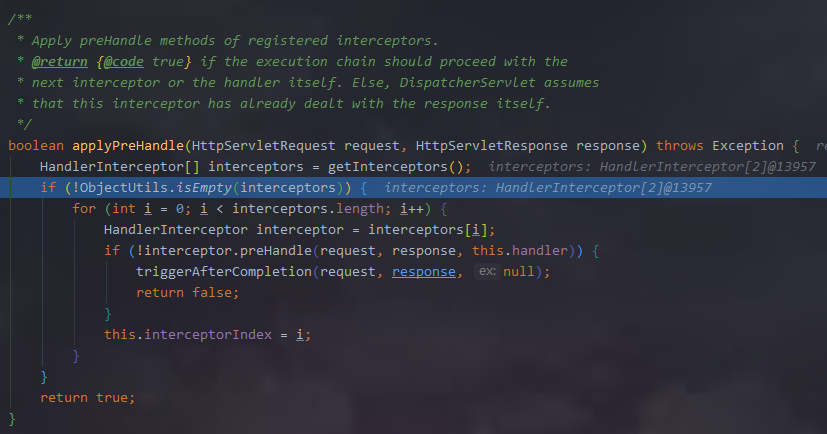 /**
 * Apply preHandle methods of registered interceptors.
 * @return {@code true} if the execution chain should proceed with the
 * next interceptor or the handler itself. Else, DispatcherServlet assumes
 * that this interceptor has already dealt with the response itself.
 */
boolean applyPreHandle(HttpServletRequest request, HttpServletResponse response) throws Exception {  re
    HandlerInterceptor[] interceptors = getInterceptors();  interceptors: HandlerInterceptor[2]@13957
    if (!ObjectUtils.isEmpty(interceptors)) {  interceptors: HandlerInterceptor[2]@13957
        for (int i = 0; i < interceptors.length; i++) {
            HandlerInterceptor interceptor = interceptors[i];
            if (!interceptor.preHandle(request, response, this.handler)) {
                triggerAfterCompletion(request, response, ex: null);
                return false;
            }
            this.interceptorIndex = i;
        }
    }
    return true;
}